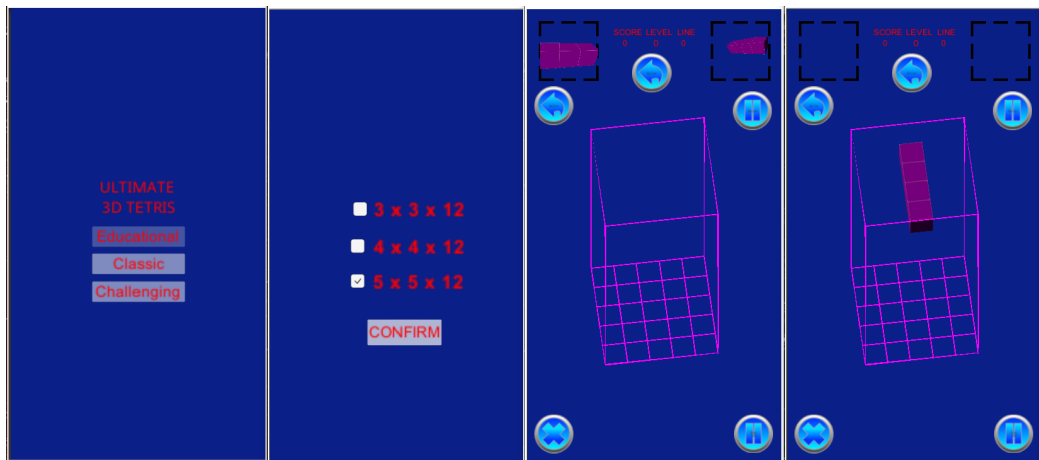 ULTIMATE
3D TETRIS
Educational
Classic
Challenging
3 x 3 x 12
4 x 4 x 12
5 x 5 x 12
CONFIRM
SCORE LEVEL LINE
0 0 0
SCORE LEVEL LINE
0 0 0